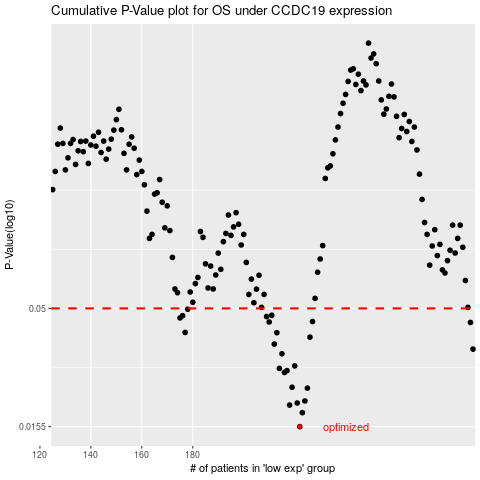 Cumulative P-Value plot for OS under CCDC19 expression
P-Value(log10)
0.05
0.0155
optimized
120 140 160 180
# of patients in 'low exp' group